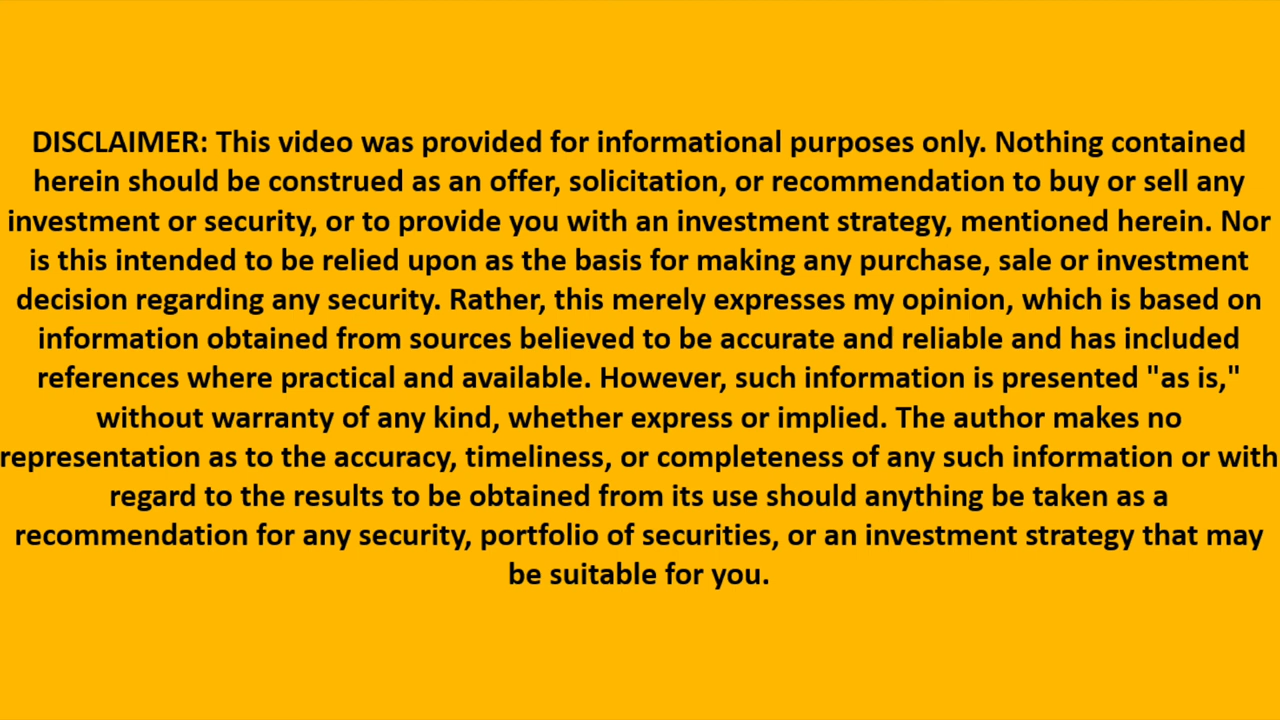 DISCLAIMER: This video was provided for informational purposes only. Nothing contained
herein should be construed as an offer, solicitation, or recommendation to buy or sell any
investment or security, or to provide you with an investment strategy, mentioned herein. Nor
is this intended to be relied upon as the basis for making any purchase, sale or investment
decision regarding any security. Rather, this merely expresses my opinion, which is based on
information obtained from sources believed to be accurate and reliable and has included
references where practical and available. However, such information is presented "as is,"
without warranty of any kind, whether express or implied. The author makes no
representation as to the accuracy, timeliness, or completeness of any such information or with
regard to the results to be obtained from its use should anything be taken as a
recommendation for any security, portfolio of securities, or an investment strategy that may
be suitable for you.